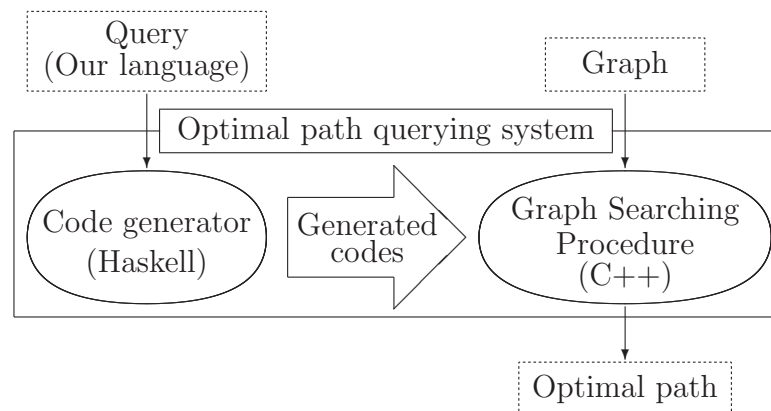 Query
(Our language)
Graph
Optimal path querying system
Code generator
(Haskell)
Generated
codes
Graph Searching
Procedure
(C++)
Optimal path